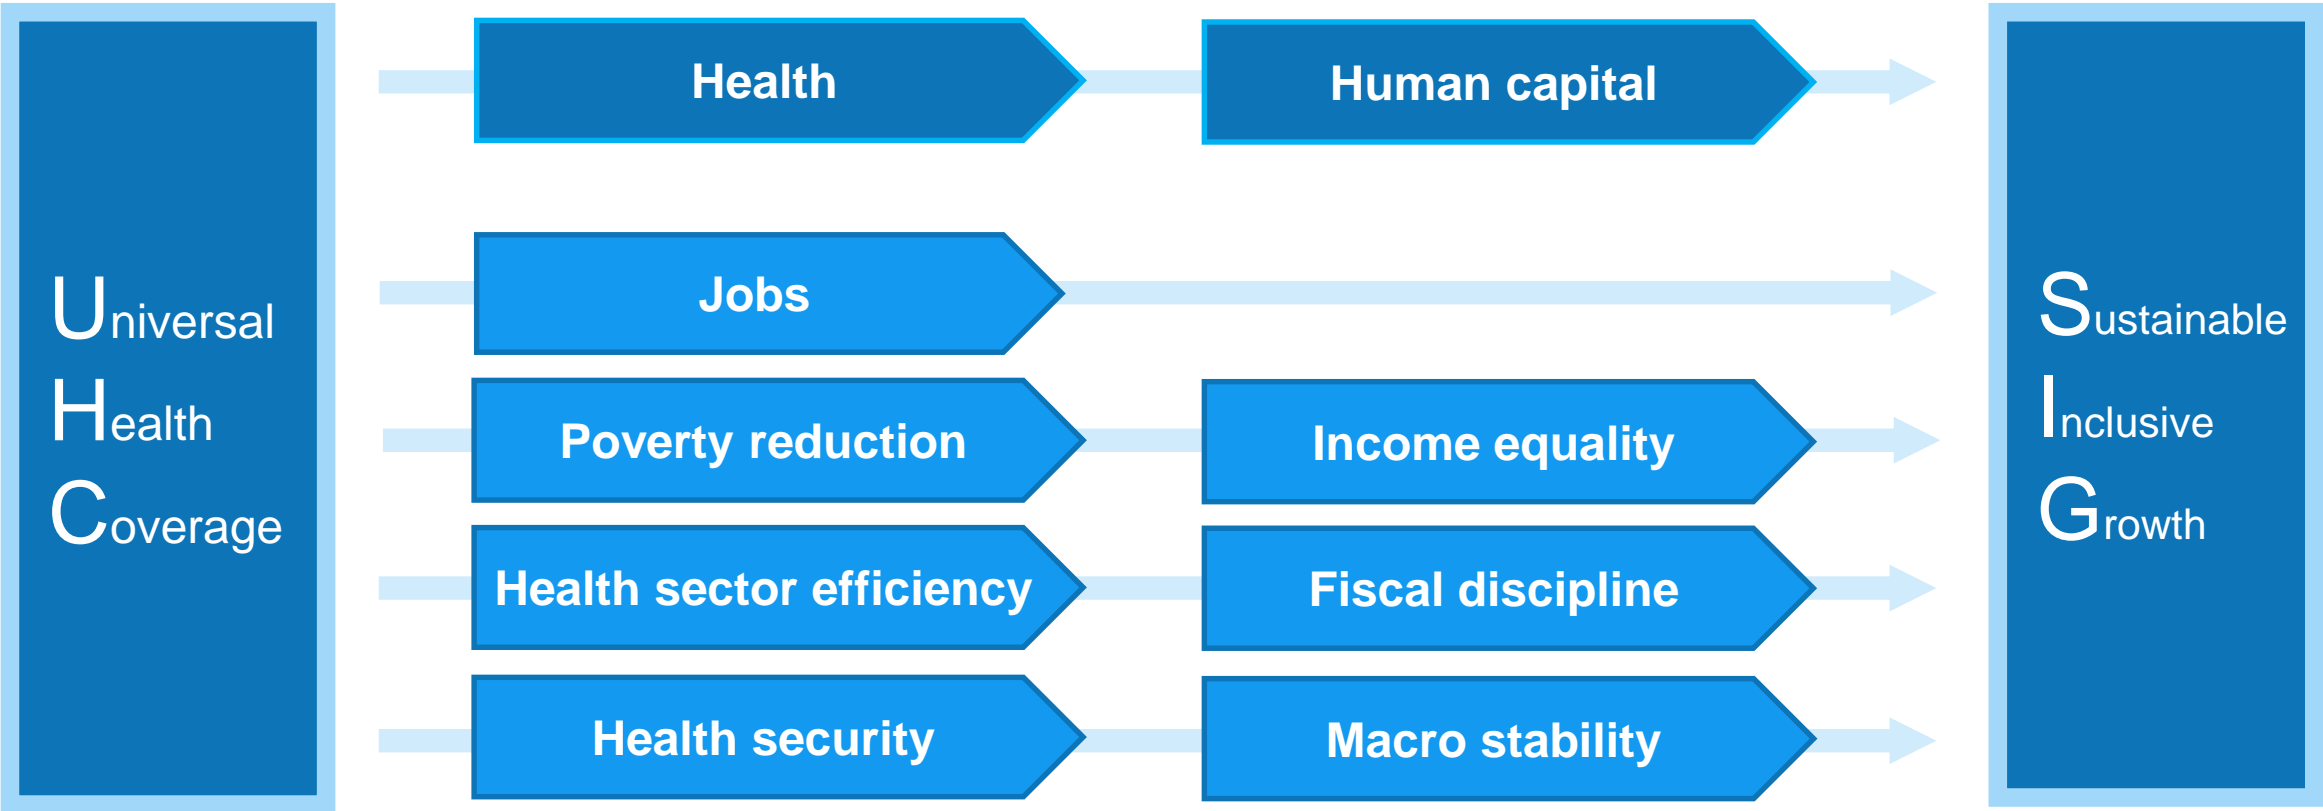 Universal
Health
Coverage
Health
Human capital
Jobs
Poverty reduction
Income equality
Health sector efficiency
Fiscal discipline
Health security
Macro stability
Sustainable
Inclusive
Growth